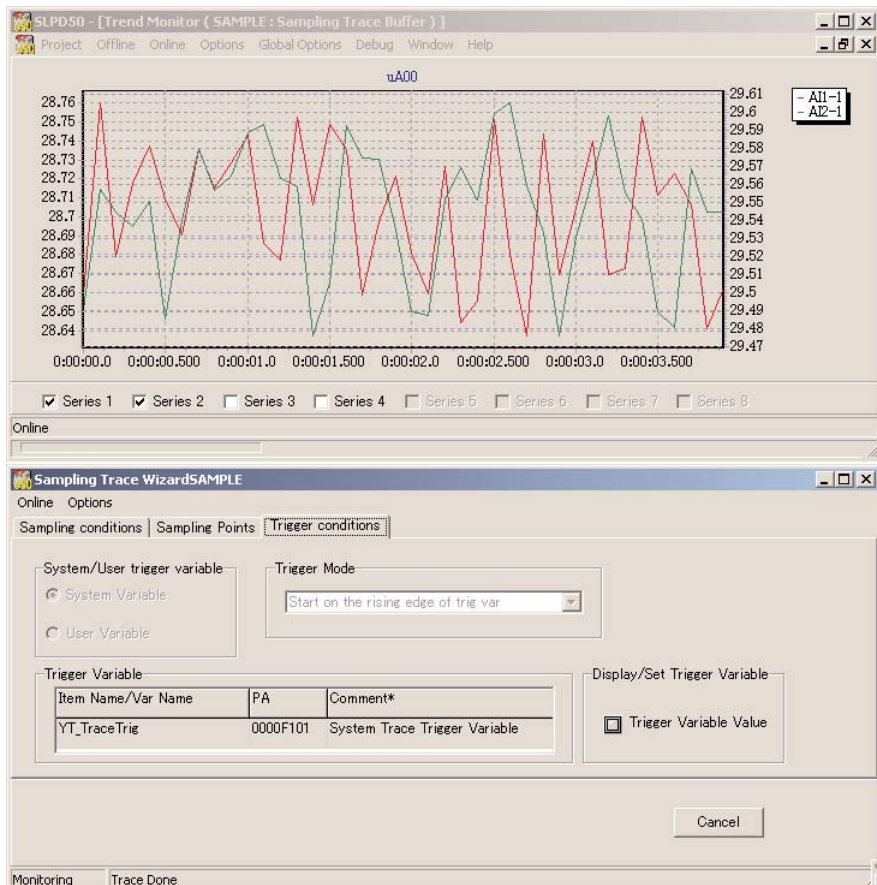 SLPD50 - [Trend Monitor ( SAMPLE : Sampling Trace Buffer ) ]
Project Offline Online Options Global Options Debug Window Help
uA00
28.76
28.75
28.74
28.73
28.72
28.71
28.7
28.69
28.68
28.67
28.66
28.65
28.64
29.61
29.6
29.59
29.58
29.57
29.56
29.55
29.54
29.53
29.52
29.51
29.5
29.49
29.48
29.47
AI1-1
AI2-1
0:00:00.0 0:00:00.500 0:00:01.0 0:00:01.500 0:00:02.0 0:00:02.500 0:00:03.0 0:00:03.500
Series 1 Series 2 Series 3 Series 4 Series 5 Series 6 Series 7 Series 8
Online
Sampling Trace WizardSAMPLE
Online Options
Sampling conditions Sampling Points Trigger conditions
System/User trigger variable
System Variable
User Variable
Trigger Mode
Start on the rising edge of trig var
Trigger Variable
Item Name/Var Name PA Comment*
YT_TraceTrig 0000F101 System Trace Trigger Variable
Display/Set Trigger Variable
Trigger Variable Value
Cancel
Monitoring Trace Done